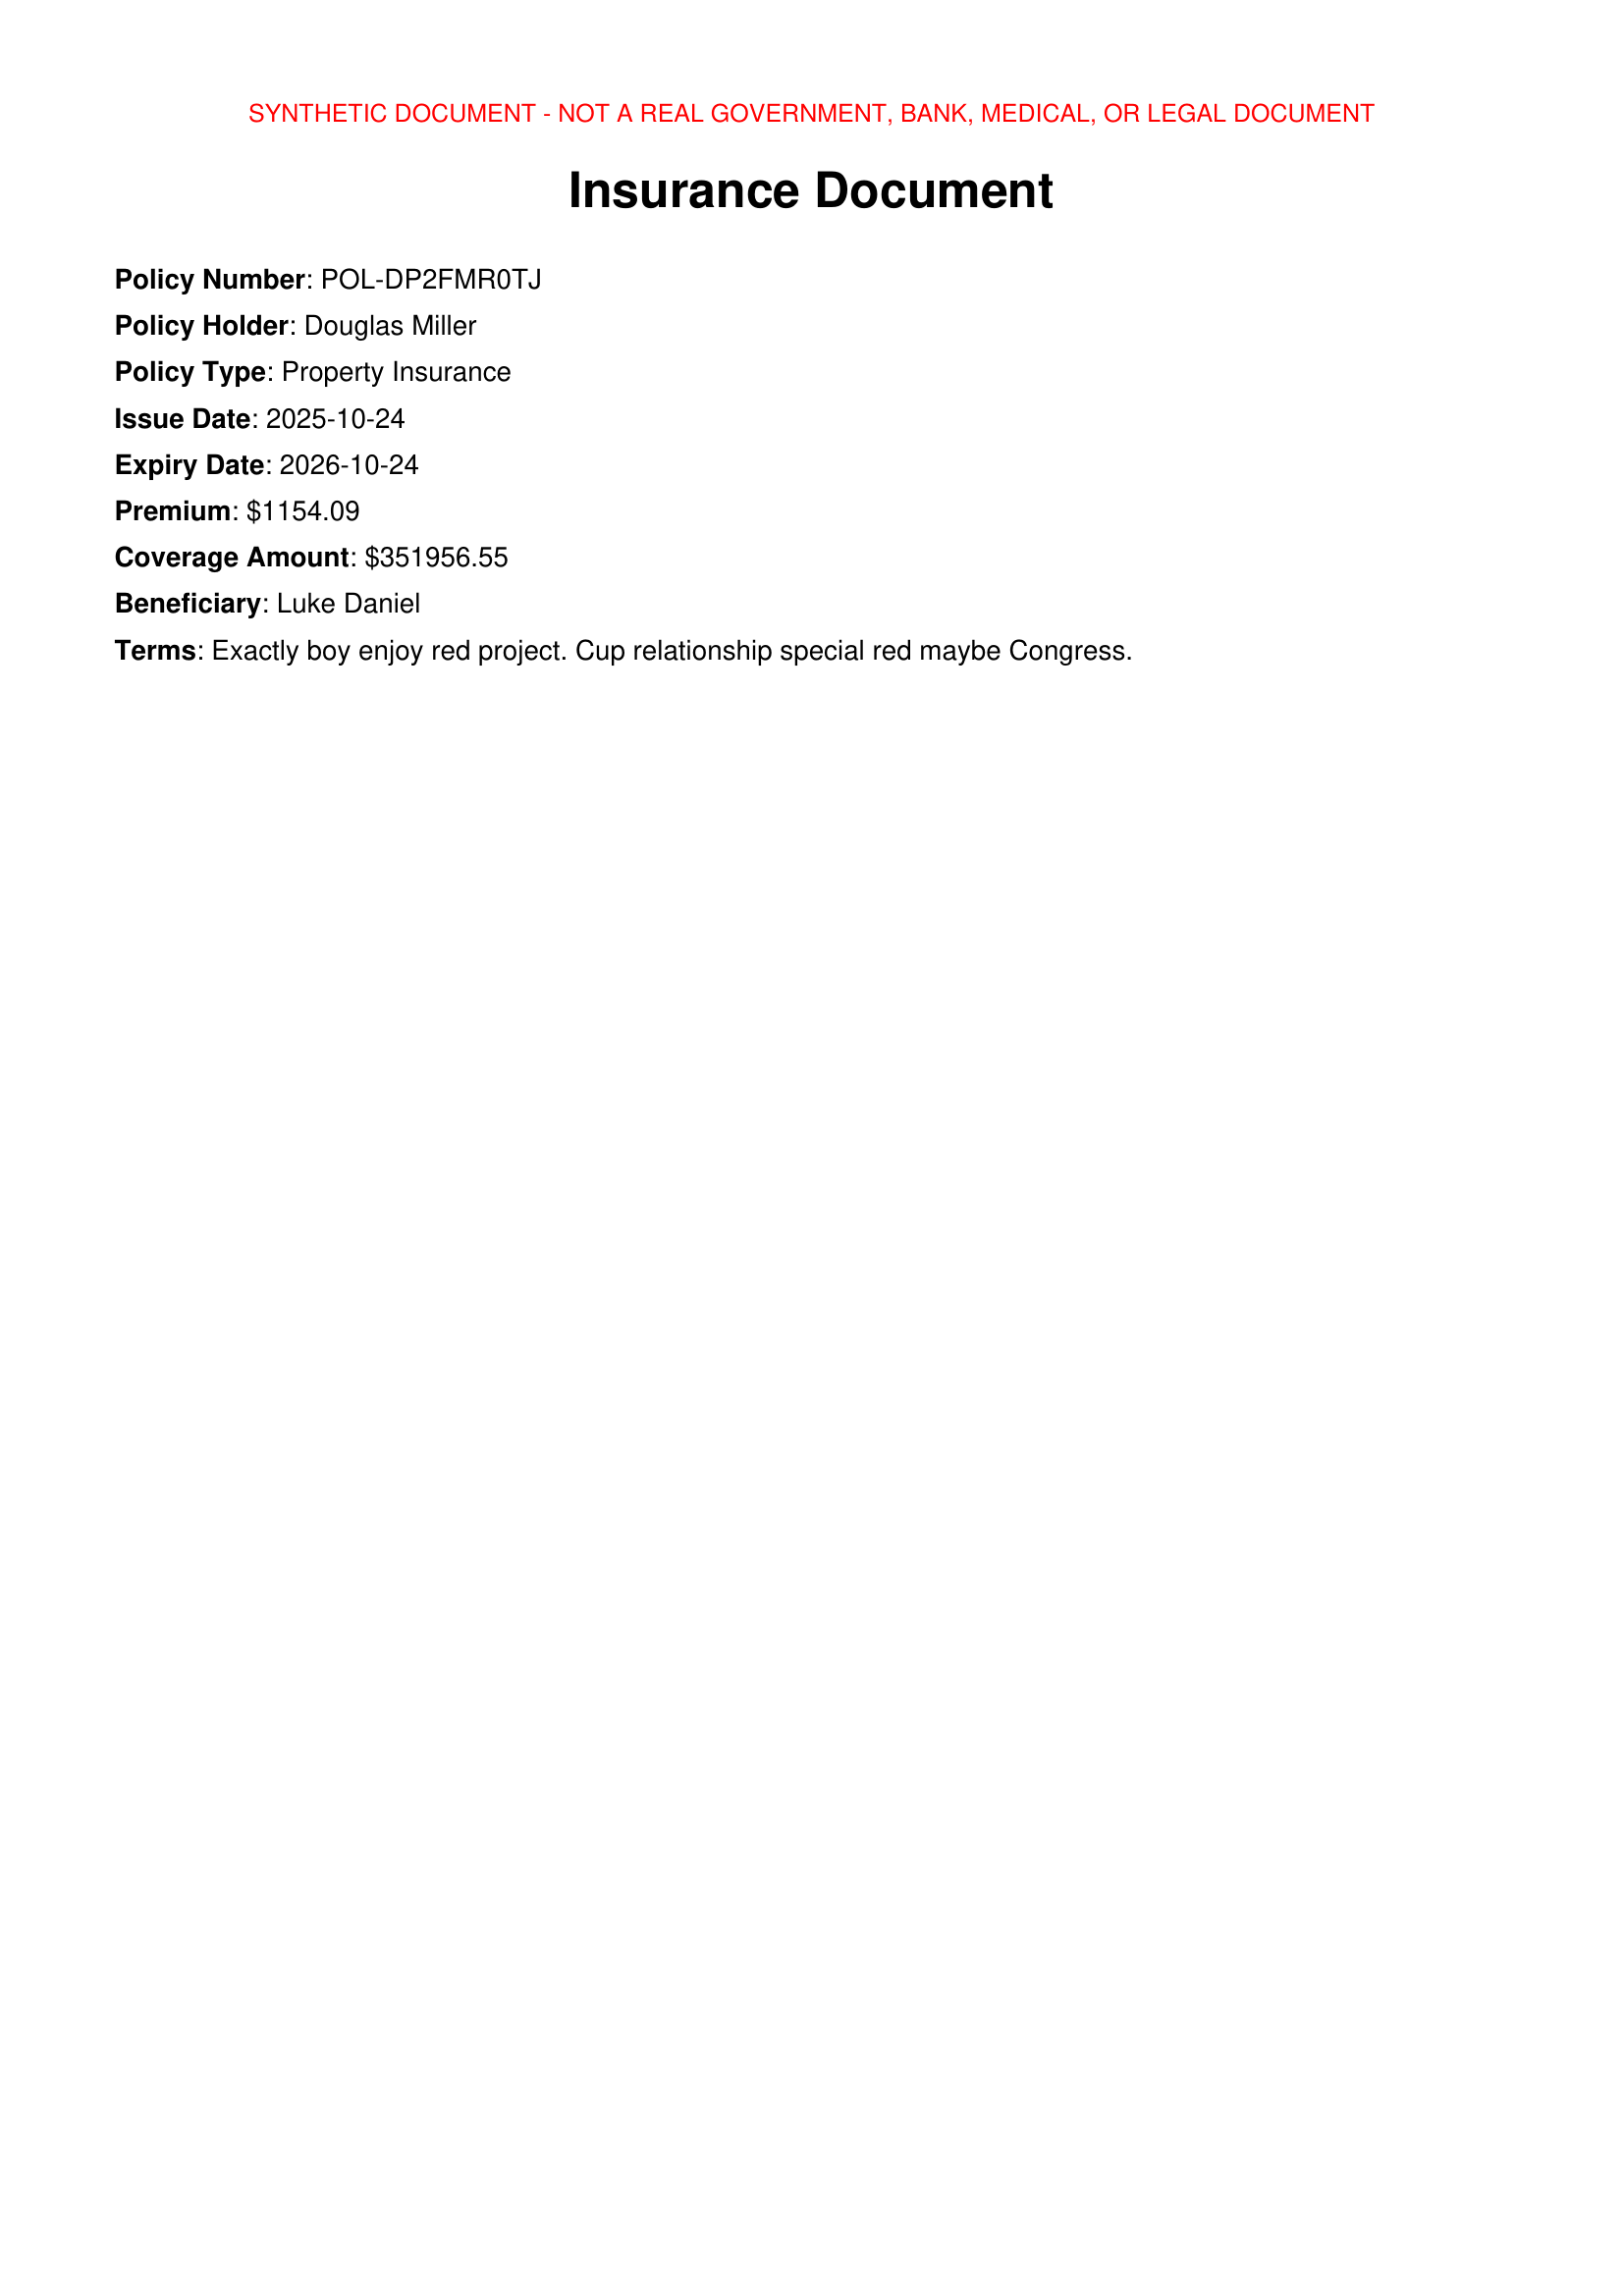 SYNTHETIC DOCUMENT - NOT A REAL GOVERNMENT, BANK, MEDICAL, OR LEGAL DOCUMENT
Insurance Document
Policy Number: POL-DP2FMR0TJ
Policy Holder: Douglas Miller
Policy Type: Property Insurance
Issue Date: 2025-10-24
Expiry Date: 2026-10-24
Premium: $1154.09
Coverage Amount: $351956.55
Beneficiary: Luke Daniel
Terms: Exactly boy enjoy red project. Cup relationship special red maybe Congress.